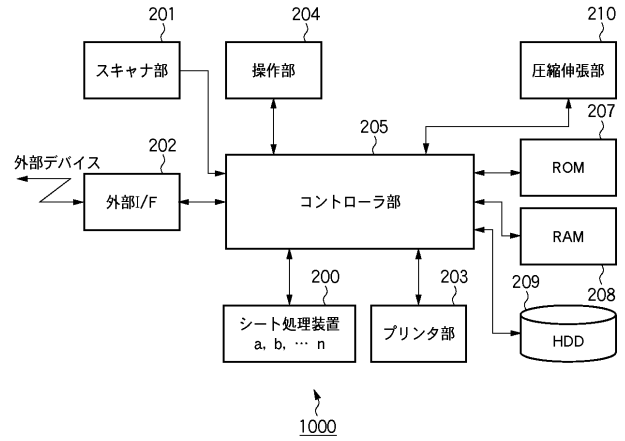 201
204
210
スキャナ部
操作部
圧縮伸張部
207
205
外部デバイス
202
ROM
外部I/F
コントローラ部
RAM
200
203
209
208
シート処理装置
a, b, … n
プリンタ部
HDD
1000